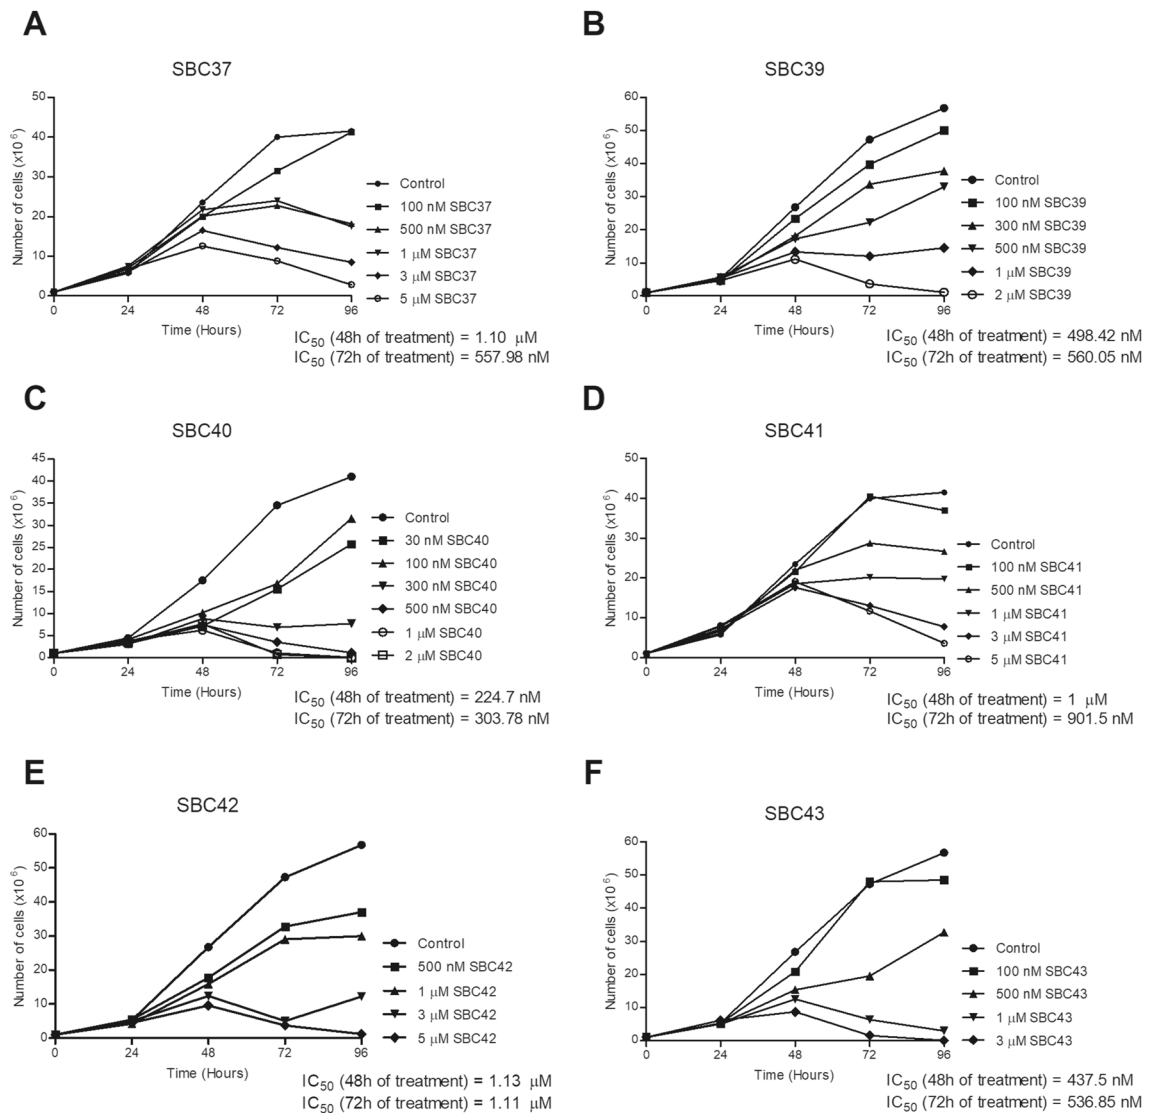 A
SBC37
Number of cells (x10⁶)
50
40
30
20
10
0
0 24 48 72 96
Time (Hours)
Control
100 nM SBC37
500 nM SBC37
1 μM SBC37
3 μM SBC37
5 μM SBC37
IC₅₀ (48h of treatment) = 1.10 μM
IC₅₀ (72h of treatment) = 557.98 nM
B
SBC39
Number of cells (x10⁶)
60
50
40
30
20
10
0
0 24 48 72 96
Time (Hours)
Control
100 nM SBC39
300 nM SBC39
500 nM SBC39
1 μM SBC39
2 μM SBC39
IC₅₀ (48h of treatment) = 498.42 nM
IC₅₀ (72h of treatment) = 560.05 nM
C
SBC40
Number of cells (x10⁶)
45
40
35
30
25
20
15
10
5
0
0 24 48 72 96
Time (Hours)
Control
30 nM SBC40
100 nM SBC40
300 nM SBC40
500 nM SBC40
1 μM SBC40
2 μM SBC40
IC₅₀ (48h of treatment) = 224.7 nM
IC₅₀ (72h of treatment) = 303.78 nM
D
SBC41
Number of cells (x10⁶)
50
40
30
20
10
0
0 24 48 72 96
Time (Hours)
Control
100 nM SBC41
500 nM SBC41
1 μM SBC41
3 μM SBC41
5 μM SBC41
IC₅₀ (48h of treatment) = 1 μM
IC₅₀ (72h of treatment) = 901.5 nM
E
SBC42
Number of cells (x10⁶)
60
50
40
30
20
10
0
0 24 48 72 96
Time (Hours)
Control
500 nM SBC42
1 μM SBC42
3 μM SBC42
5 μM SBC42
IC₅₀ (48h of treatment) = 1.13 μM
IC₅₀ (72h of treatment) = 1.11 μM
F
SBC43
Number of cells (x10⁶)
60
50
40
30
20
10
0
0 24 48 72 96
Time (Hours)
Control
100 nM SBC43
500 nM SBC43
1 μM SBC43
3 μM SBC43
IC₅₀ (48h of treatment) = 437.5 nM
IC₅₀ (72h of treatment) = 536.85 nM